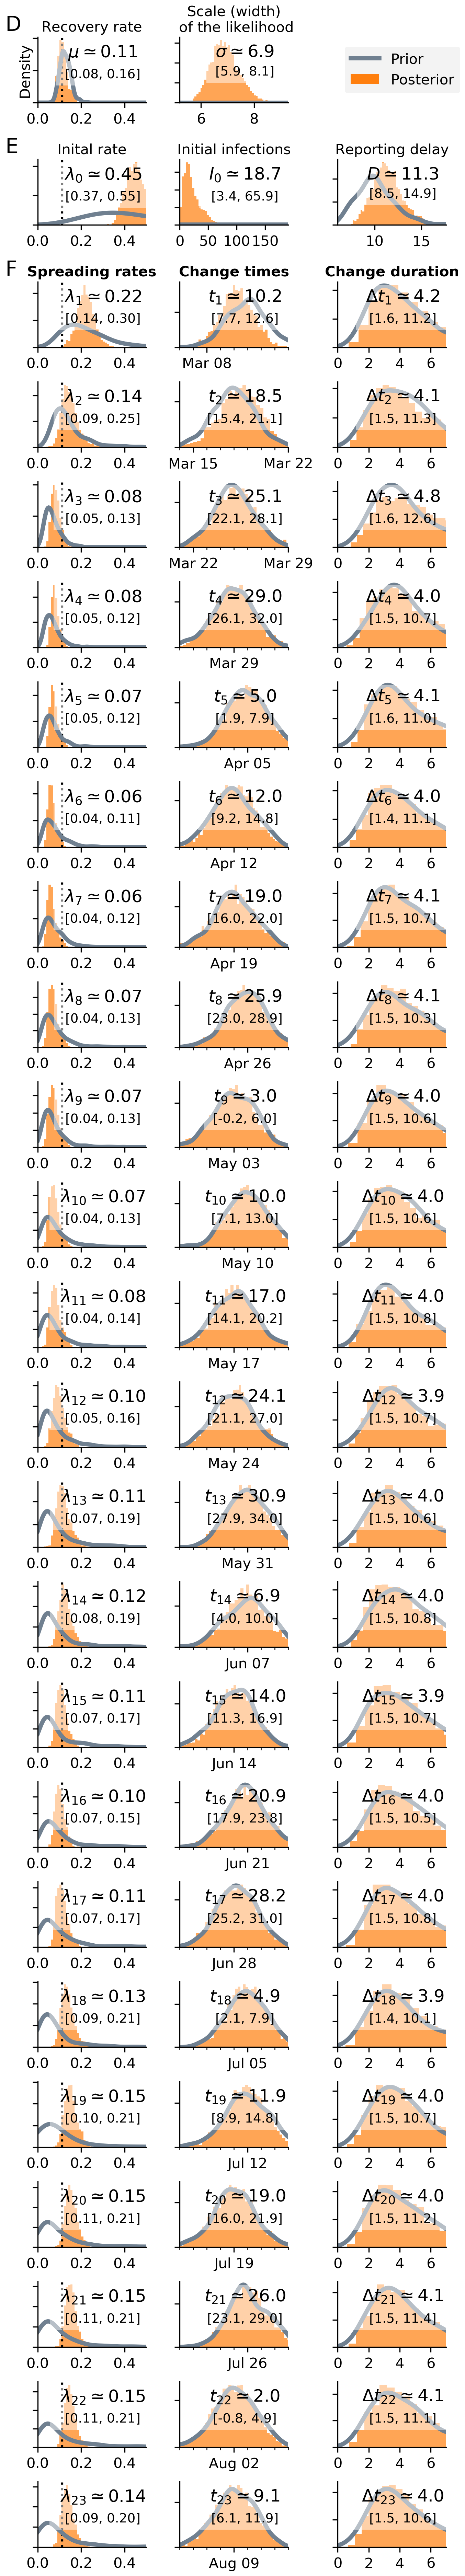 D
Recovery rate
Scale (width)
of the likelihood
Density
μ ≃ 0.11
[0.08, 0.16]
σ ≃ 6.9
[5.9, 8.1]
Prior
Posterior
0.0 0.2 0.4
6 8
E
Inital rate
Initial infections
Reporting delay
λ0 ≃ 0.45
[0.37, 0.55]
I0 ≃ 18.7
[3.4, 65.9]
D ≃ 11.3
[8.5, 14.9]
0.0 0.2 0.4
0 50 100 150
10 15
F
Spreading rates
Change times
Change duration
λ1 ≃ 0.22
[0.14, 0.30]
t1 ≃ 10.2
[7.7, 12.6]
Δt1 ≃ 4.2
[1.6, 11.2]
0.0 0.2 0.4
Mar 08
0 2 4 6
λ2 ≃ 0.14
[0.09, 0.25]
t2 ≃ 18.5
[15.4, 21.1]
Δt2 ≃ 4.1
[1.5, 11.3]
0.0 0.2 0.4
Mar 15 Mar 22
0 2 4 6
λ3 ≃ 0.08
[0.05, 0.13]
t3 ≃ 25.1
[22.1, 28.1]
Δt3 ≃ 4.8
[1.6, 12.6]
0.0 0.2 0.4
Mar 22 Mar 29
0 2 4 6
λ4 ≃ 0.08
[0.05, 0.12]
t4 ≃ 29.0
[26.1, 32.0]
Δt4 ≃ 4.0
[1.5, 10.7]
0.0 0.2 0.4
Mar 29
0 2 4 6
λ5 ≃ 0.07
[0.05, 0.12]
t5 ≃ 5.0
[1.9, 7.9]
Δt5 ≃ 4.1
[1.6, 11.0]
0.0 0.2 0.4
Apr 05
0 2 4 6
λ6 ≃ 0.06
[0.04, 0.11]
t6 ≃ 12.0
[9.2, 14.8]
Δt6 ≃ 4.0
[1.4, 11.1]
0.0 0.2 0.4
Apr 12
0 2 4 6
λ7 ≃ 0.06
[0.04, 0.12]
t7 ≃ 19.0
[16.0, 22.0]
Δt7 ≃ 4.1
[1.5, 10.7]
0.0 0.2 0.4
Apr 19
0 2 4 6
λ8 ≃ 0.07
[0.04, 0.13]
t8 ≃ 25.9
[23.0, 28.9]
Δt8 ≃ 4.1
[1.5, 10.3]
0.0 0.2 0.4
Apr 26
0 2 4 6
λ9 ≃ 0.07
[0.04, 0.13]
t9 ≃ 3.0
[-0.2, 6.0]
Δt9 ≃ 4.0
[1.5, 10.6]
0.0 0.2 0.4
May 03
0 2 4 6
λ10 ≃ 0.07
[0.04, 0.13]
t10 ≃ 10.0
[7.1, 13.0]
Δt10 ≃ 4.0
[1.5, 10.6]
0.0 0.2 0.4
May 10
0 2 4 6
λ11 ≃ 0.08
[0.04, 0.14]
t11 ≃ 17.0
[14.1, 20.2]
Δt11 ≃ 4.0
[1.5, 10.8]
0.0 0.2 0.4
May 17
0 2 4 6
λ12 ≃ 0.10
[0.05, 0.16]
t12 ≃ 24.1
[21.1, 27.0]
Δt12 ≃ 3.9
[1.5, 10.7]
0.0 0.2 0.4
May 24
0 2 4 6
λ13 ≃ 0.11
[0.07, 0.19]
t13 ≃ 30.9
[27.9, 34.0]
Δt13 ≃ 4.0
[1.5, 10.6]
0.0 0.2 0.4
May 31
0 2 4 6
λ14 ≃ 0.12
[0.08, 0.19]
t14 ≃ 6.9
[4.0, 10.0]
Δt14 ≃ 4.0
[1.5, 10.8]
0.0 0.2 0.4
Jun 07
0 2 4 6
λ15 ≃ 0.11
[0.07, 0.17]
t15 ≃ 14.0
[11.3, 16.9]
Δt15 ≃ 3.9
[1.5, 10.7]
0.0 0.2 0.4
Jun 14
0 2 4 6
λ16 ≃ 0.10
[0.07, 0.15]
t16 ≃ 20.9
[17.9, 23.8]
Δt16 ≃ 4.0
[1.5, 10.5]
0.0 0.2 0.4
Jun 21
0 2 4 6
λ17 ≃ 0.11
[0.07, 0.17]
t17 ≃ 28.2
[25.2, 31.0]
Δt17 ≃ 4.0
[1.5, 10.8]
0.0 0.2 0.4
Jun 28
0 2 4 6
λ18 ≃ 0.13
[0.09, 0.21]
t18 ≃ 4.9
[2.1, 7.9]
Δt18 ≃ 3.9
[1.4, 10.1]
0.0 0.2 0.4
Jul 05
0 2 4 6
λ19 ≃ 0.15
[0.10, 0.21]
t19 ≃ 11.9
[8.9, 14.8]
Δt19 ≃ 4.0
[1.5, 10.7]
0.0 0.2 0.4
Jul 12
0 2 4 6
λ20 ≃ 0.15
[0.11, 0.21]
t20 ≃ 19.0
[16.0, 21.9]
Δt20 ≃ 4.0
[1.5, 11.2]
0.0 0.2 0.4
Jul 19
0 2 4 6
λ21 ≃ 0.15
[0.11, 0.21]
t21 ≃ 26.0
[23.1, 29.0]
Δt21 ≃ 4.1
[1.5, 11.4]
0.0 0.2 0.4
Jul 26
0 2 4 6
λ22 ≃ 0.15
[0.11, 0.21]
t22 ≃ 2.0
[-0.8, 4.9]
Δt22 ≃ 4.1
[1.5, 11.1]
0.0 0.2 0.4
Aug 02
0 2 4 6
λ23 ≃ 0.14
[0.09, 0.20]
t23 ≃ 9.1
[6.1, 11.9]
Δt23 ≃ 4.0
[1.5, 10.6]
0.0 0.2 0.4
Aug 09
0 2 4 6